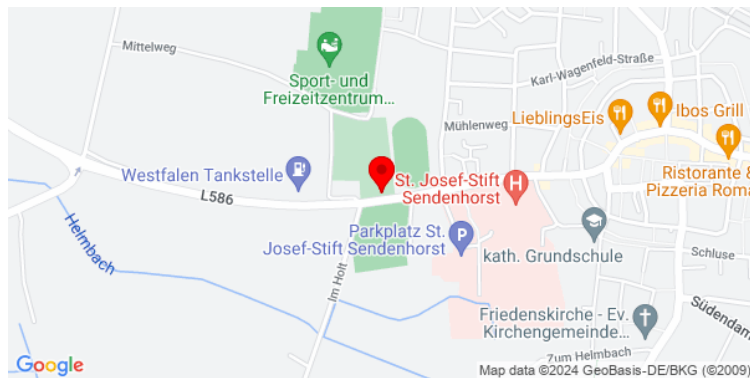 Mittelweg
Sport- und
Freizeitzentrum...
Karl-Wagenfeld-Straße
Mühlenweg
LieblingsEis
Ibos Grill
Westfalen Tankstelle
L586
St. Josef-Stift
Sendenhorst
H
Ristorante &
Pizzeria Roma
Helmbach
Parkplatz St.
Josef-Stift Sendenhorst
P
kath. Grundschule
Schluse
Im Holt
Friedenskirche - Ev.
Kirchengemeinde...
Südendam
Zum Helmbach
Google
Map data ©2024 GeoBasis-DE/BKG (©2009)